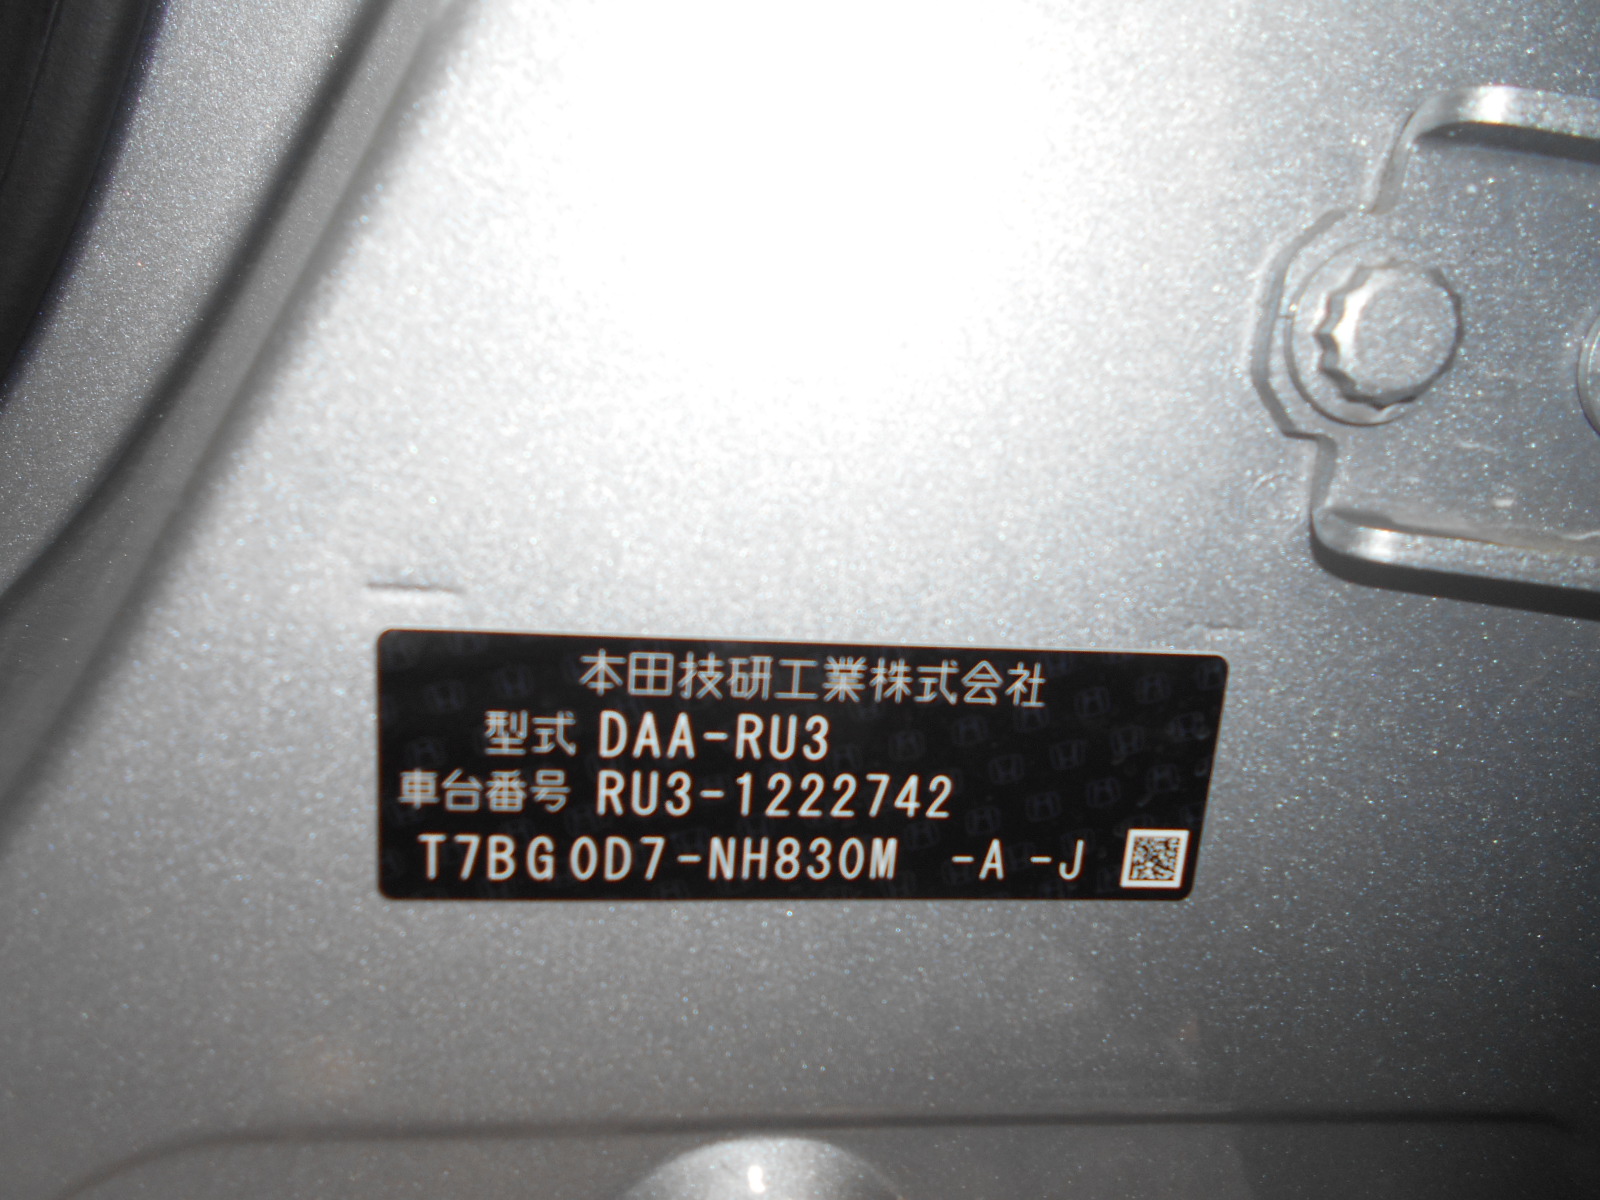 本田技研工業株式会社
型式 DAA-RU3
車台番号 RU3-1222742
T7BG0D7-NH830M -A -J